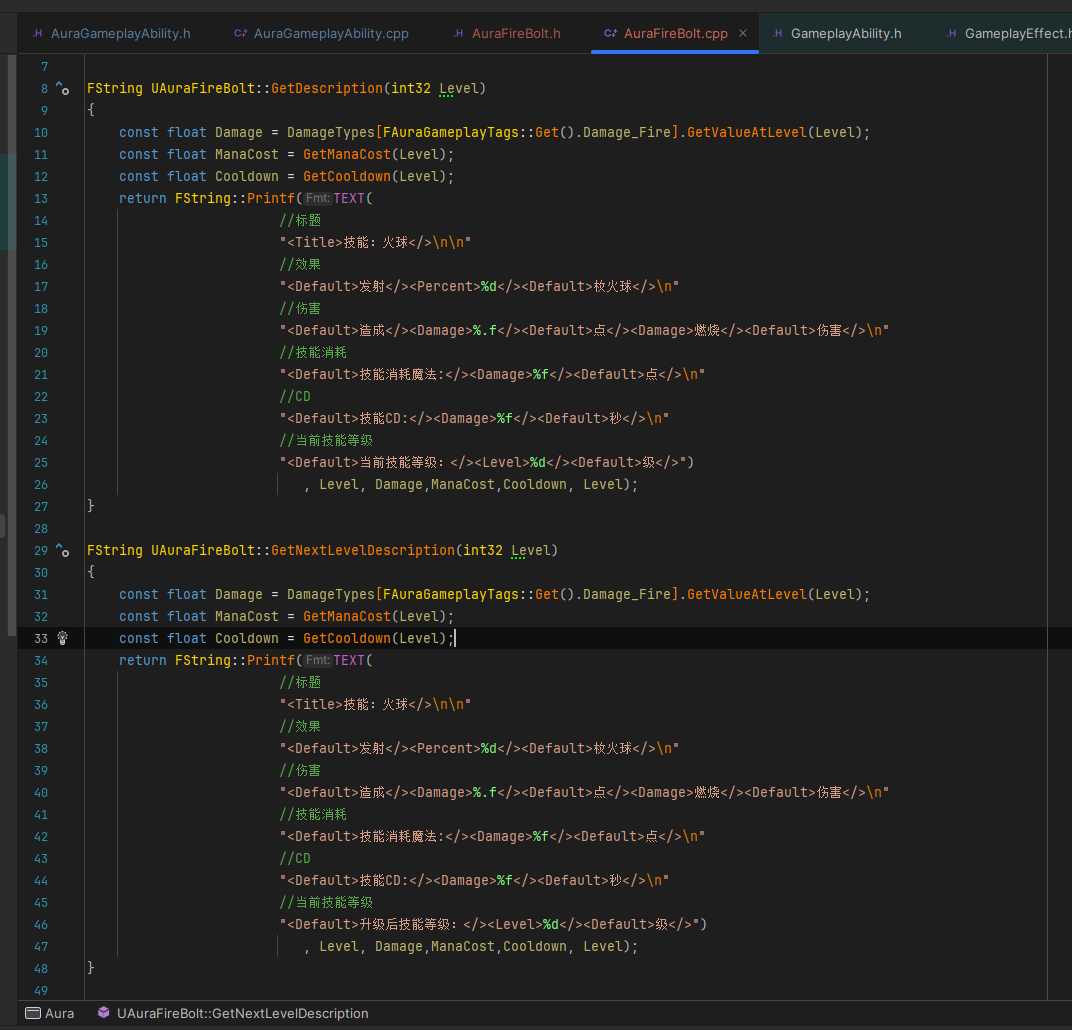 AuraGameplayAbility.h AuraGameplayAbility.cpp AuraFireBolt.h AuraFireBolt.cpp GameplayAbility.h GameplayEffect.h
7
8 FString UAuraFireBolt::GetDescription(int32 Level)
9 {
10 const float Damage = DamageTypes[FAuraGameplayTags::Get().Damage_Fire].GetValueAtLevel(Level);
11 const float ManaCost = GetManaCost(Level);
12 const float Cooldown = GetCooldown(Level);
13 return FString::Printf(Fmt:TEXT(
14 //标题
15 "<Title>技能：火球</>\n\n"
16 //效果
17 "<Default>发射</><Percent>%d</><Default>枚火球</>\n"
18 //伤害
19 "<Default>造成</><Damage>%.f</><Default>点</><Damage>燃烧</><Default>伤害</>\n"
20 //技能消耗
21 "<Default>技能消耗魔法:</><Damage>%f</><Default>点</>\n"
22 //CD
23 "<Default>技能CD:</><Damage>%f</><Default>秒</>\n"
24 //当前技能等级
25 "<Default>当前技能等级：</><Level>%d</><Default>级</>")
26 , Level, Damage,ManaCost,Cooldown, Level);
27 }
28
29 FString UAuraFireBolt::GetNextLevelDescription(int32 Level)
30 {
31 const float Damage = DamageTypes[FAuraGameplayTags::Get().Damage_Fire].GetValueAtLevel(Level);
32 const float ManaCost = GetManaCost(Level);
33 const float Cooldown = GetCooldown(Level);
34 return FString::Printf(Fmt:TEXT(
35 //标题
36 "<Title>技能：火球</>\n\n"
37 //效果
38 "<Default>发射</><Percent>%d</><Default>枚火球</>\n"
39 //伤害
40 "<Default>造成</><Damage>%.f</><Default>点</><Damage>燃烧</><Default>伤害</>\n"
41 //技能消耗
42 "<Default>技能消耗魔法:</><Damage>%f</><Default>点</>\n"
43 //CD
44 "<Default>技能CD:</><Damage>%f</><Default>秒</>\n"
45 //当前技能等级
46 "<Default>升级后技能等级：</><Level>%d</><Default>级</>")
47 , Level, Damage,ManaCost,Cooldown, Level);
48 }
49
Aura UAuraFireBolt::GetNextLevelDescription